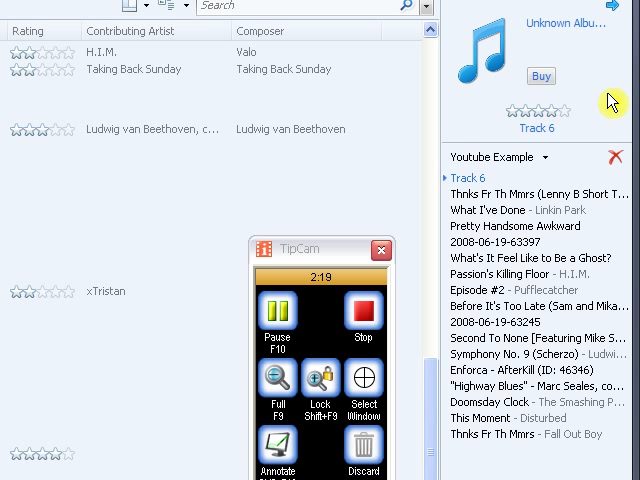 Search
Rating Contributing Artist Composer
H.I.M. Valo
Taking Back Sunday Taking Back Sunday
Ludwig van Beethoven, c... Ludwig van Beethoven
xTristan
Unknown Albu...
Buy
Track 6
Youtube Example
Track 6
Thnks Fr Th Mmrs (Lenny B Short T...
What I've Done - Linkin Park
Pretty Handsome Awkward
2008-06-19-63397
What's It Feel Like to Be a Ghost?
Passion's Killing Floor - H.I.M.
Episode #2 - Pufflecatcher
Before It's Too Late (Sam and Mika...
2008-06-19-63245
Second To None [Featuring Mike S...
Symphony No. 9 (Scherzo) - Ludwi...
Enforca - AfterKill (ID: 46346)
"Highway Blues" - Marc Seales, co...
Doomsday Clock - The Smashing P...
This Moment - Disturbed
Thnks Fr Th Mmrs - Fall Out Boy
TipCam
2:19
Pause Stop
F10
Full Lock Select
F9 Shift+F9 Window
Annotate Discard